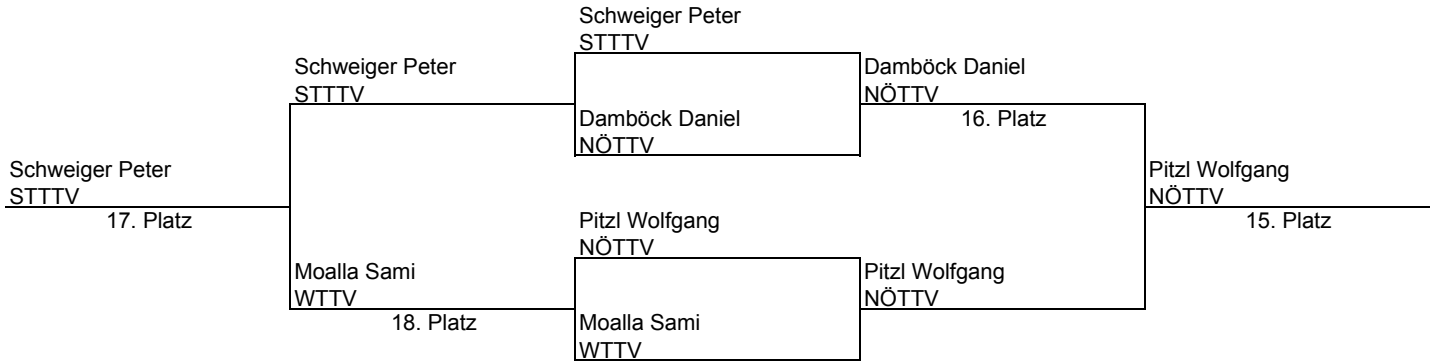 Schweiger Peter
STTTV
Schweiger Peter
STTTV
Damböck Daniel
NÖTTV
16. Platz
Damböck Daniel
NÖTTV
Schweiger Peter
STTTV
17. Platz
Pitzl Wolfgang
NÖTTV
15. Platz
Pitzl Wolfgang
NÖTTV
Moalla Sami
WTTV
18. Platz
Pitzl Wolfgang
NÖTTV
Moalla Sami
WTTV